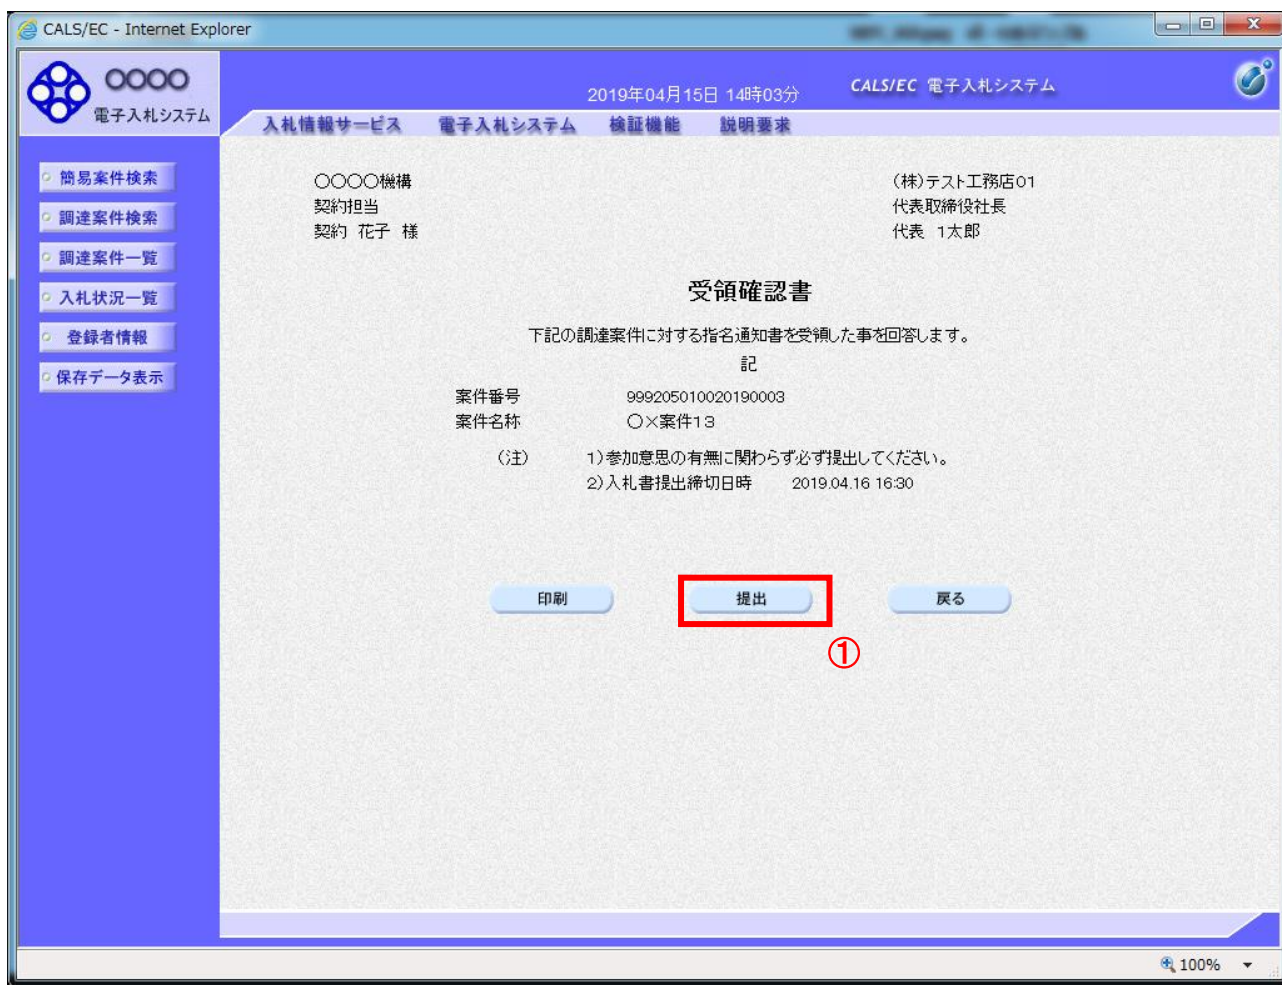 CALS/EC - Internet Explorer
OOOO
電子入札システム
2019年04月15日 14時03分
CALS/EC 電子入札システム
入札情報サービス 電子入札システム 検証機能 説明要求
簡易案件検索
調達案件検索
調達案件一覧
入札状況一覧
登録者情報
保存データ表示
〇〇〇〇機構
契約担当
契約 花子 様
(株)テスト工務店01
代表取締役社長
代表 1太郎
受領確認書
下記の調達案件に対する指名通知書を受領した事を回答します。
記
案件番号 999205010020190003
案件名称 〇×案件13
(注) 1)参加意思の有無に関わらず必ず提出してください。
2)入札書提出締切日時 2019.04.16 16:30
印刷 提出 戻る
①
100%